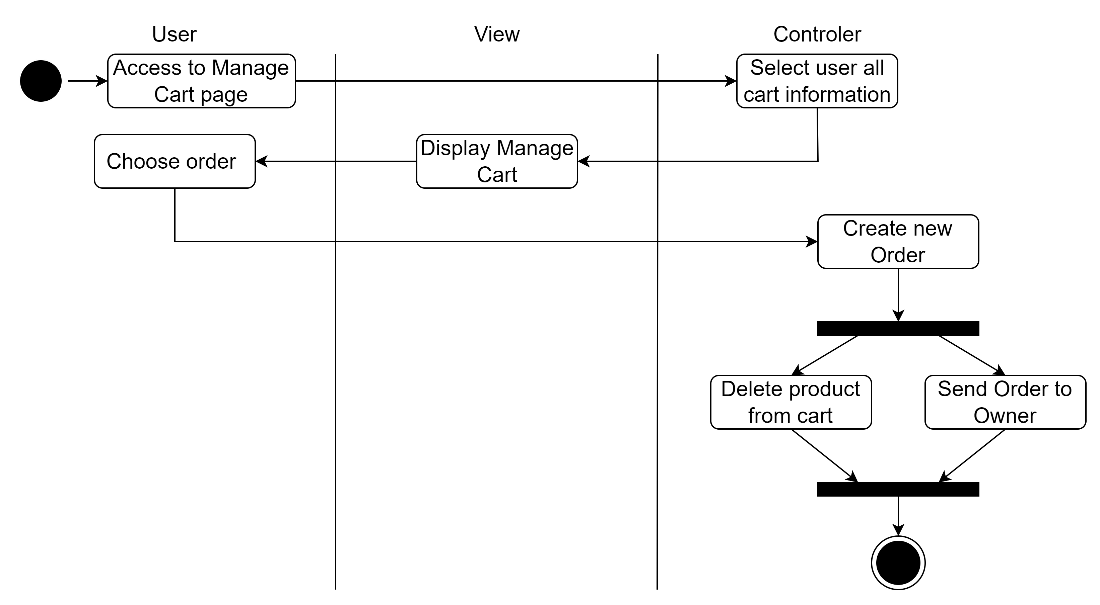 User
View
Controler
Access to Manage
Cart page
Select user all
cart information
Choose order
Display Manage
Cart
Create new
Order
Delete product
from cart
Send Order to
Owner